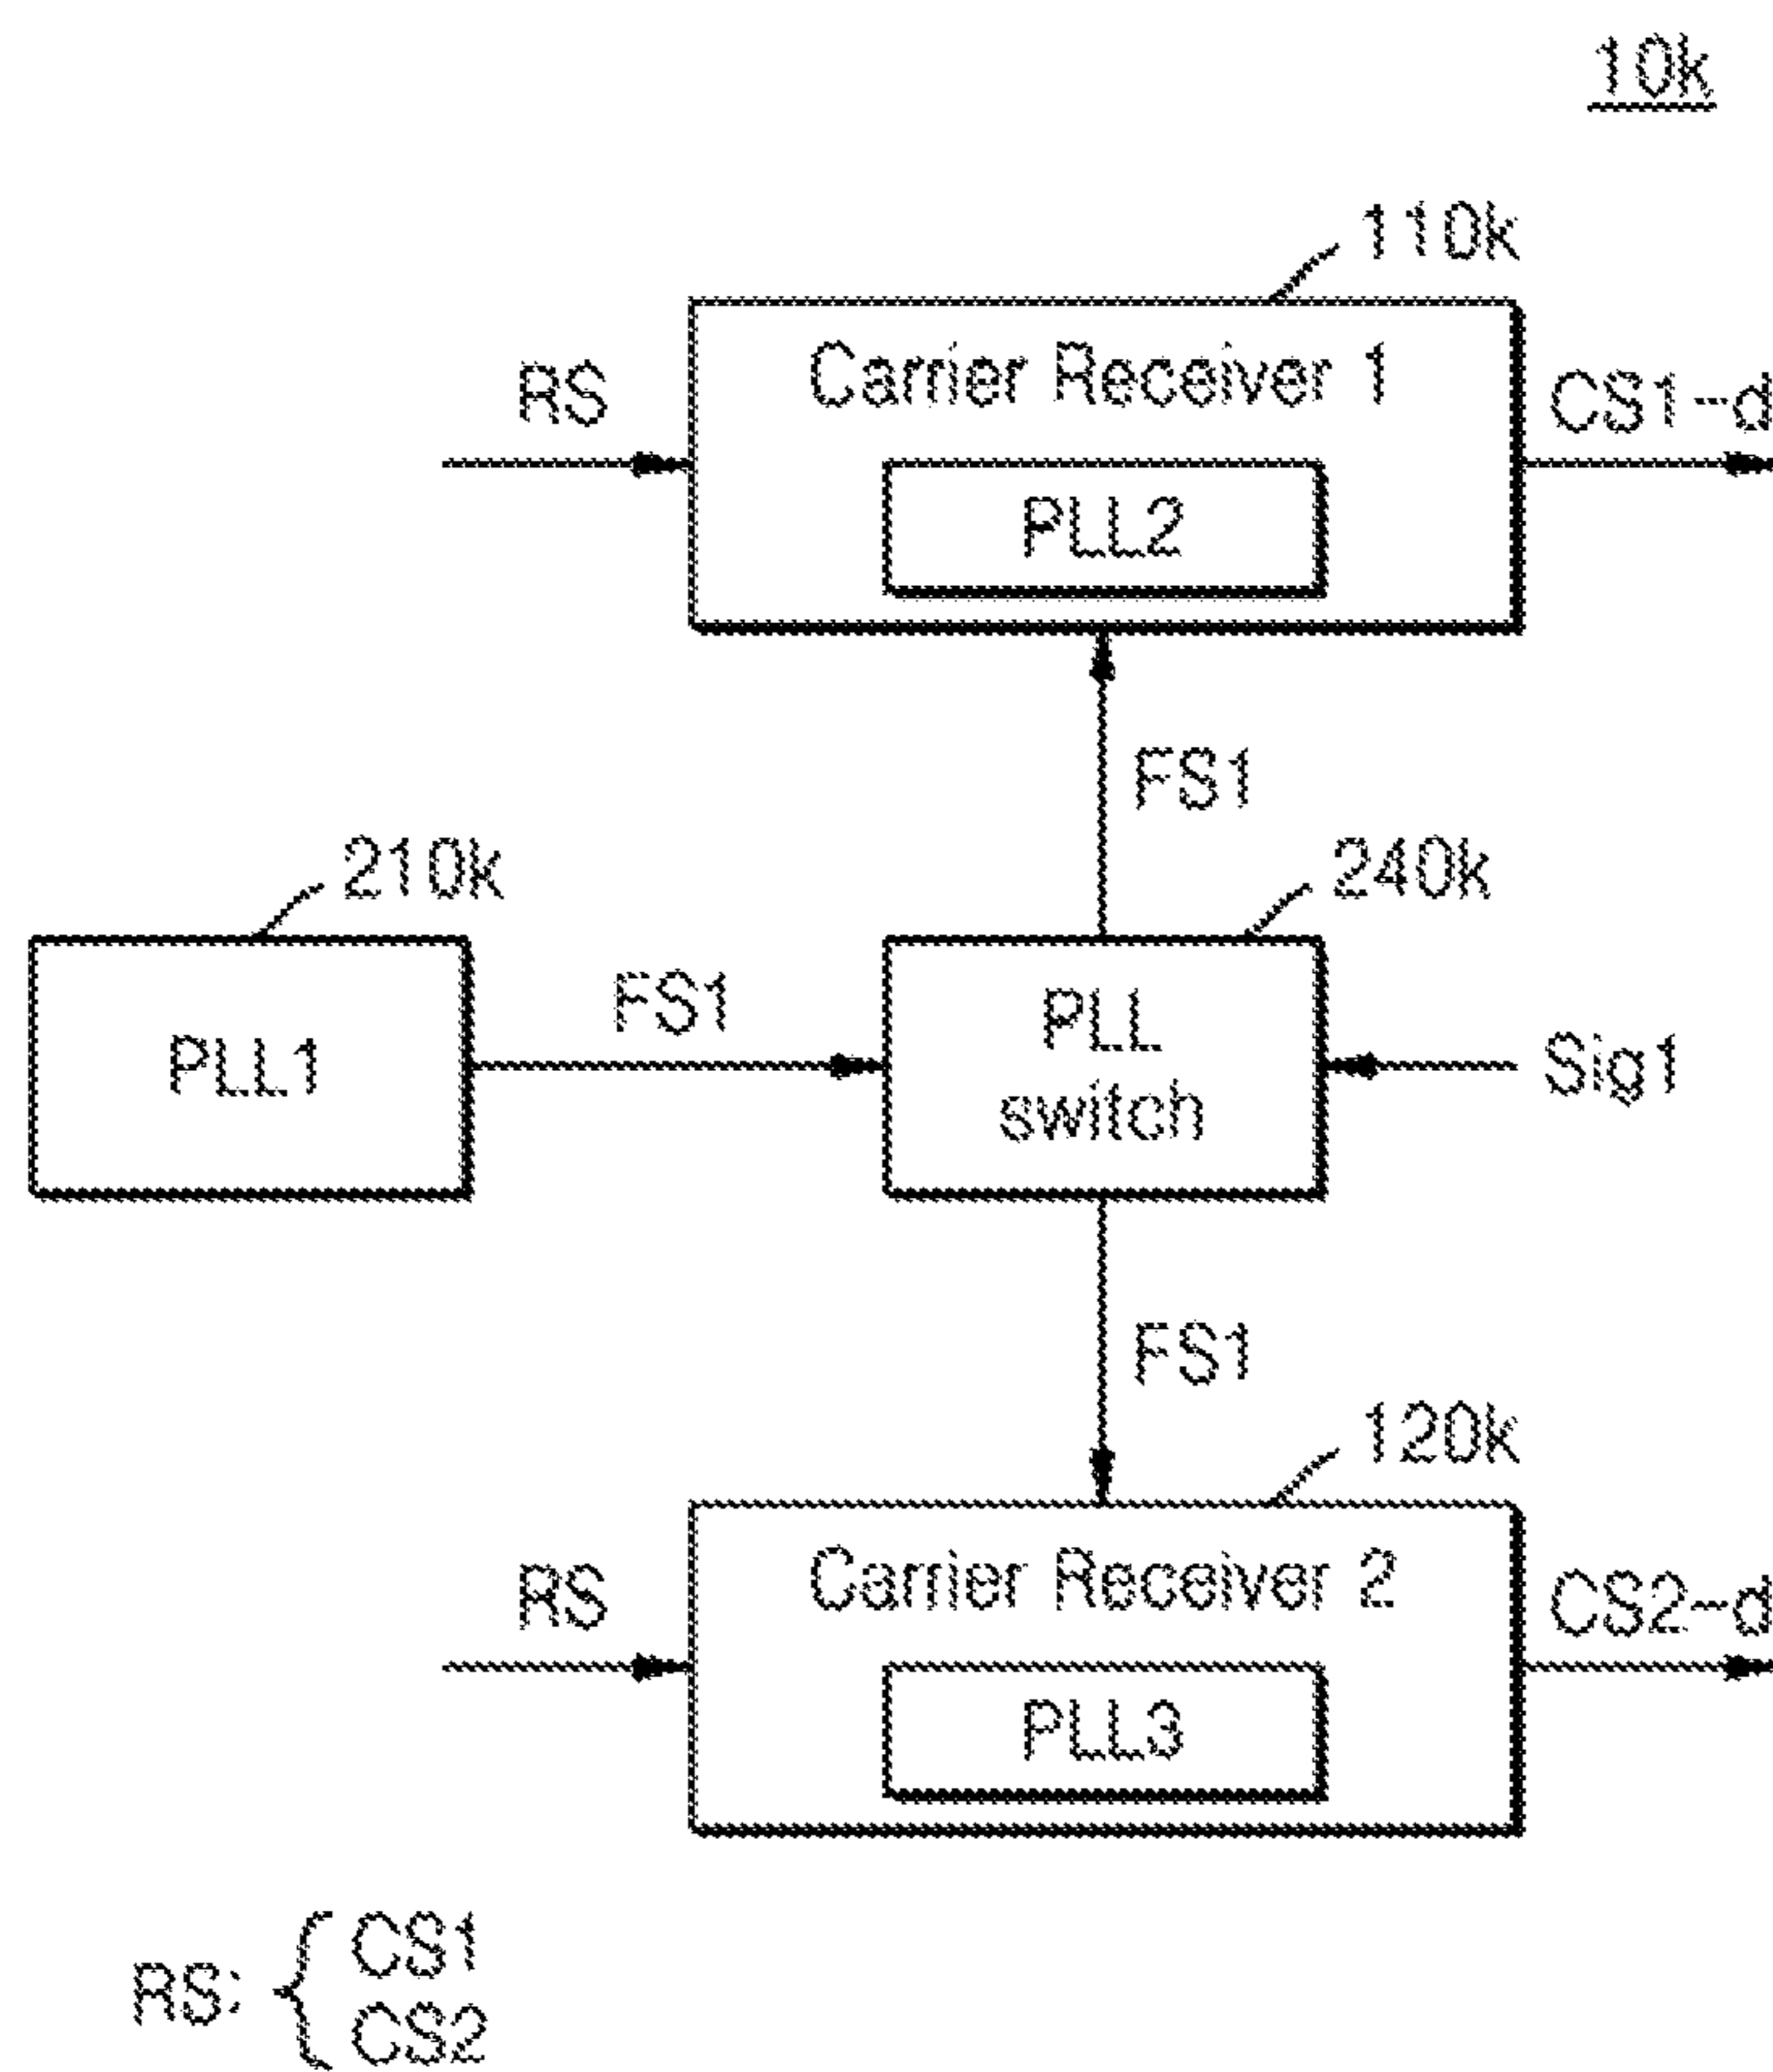 10k
110k
Carrier Receiver 1
RS
CS1-d
PLL2
FS1
210k
240k
FS1
PLL1
PLL
switch
Sig1
FS1
120k
Carrier Receiver 2
RS
CS2-d
PLL3
RS: { CS1
CS2